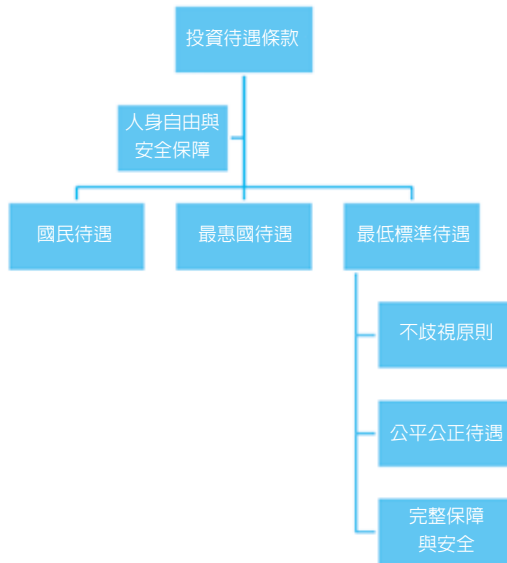 投資待遇條款
人身自由與
安全保障
國民待遇
最惠國待遇
最低標準待遇
不歧視原則
公平公正待遇
完整保障
與安全